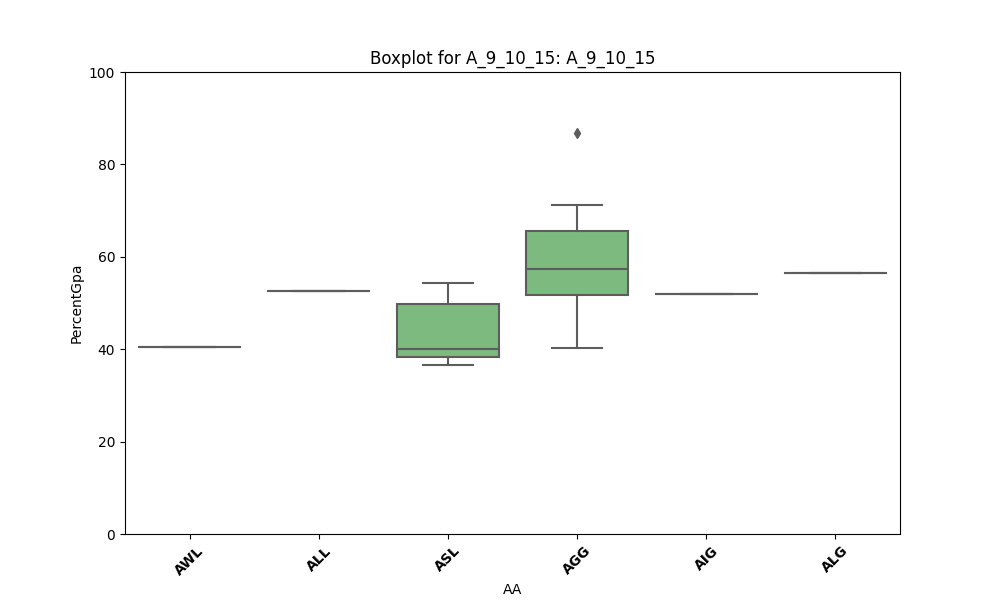 Boxplot for A_9_10_15: A_9_10_15
100
80
60
40
20
0
PercentGpa
AWL
ALL
ASL
AGG
AIG
ALG
AA